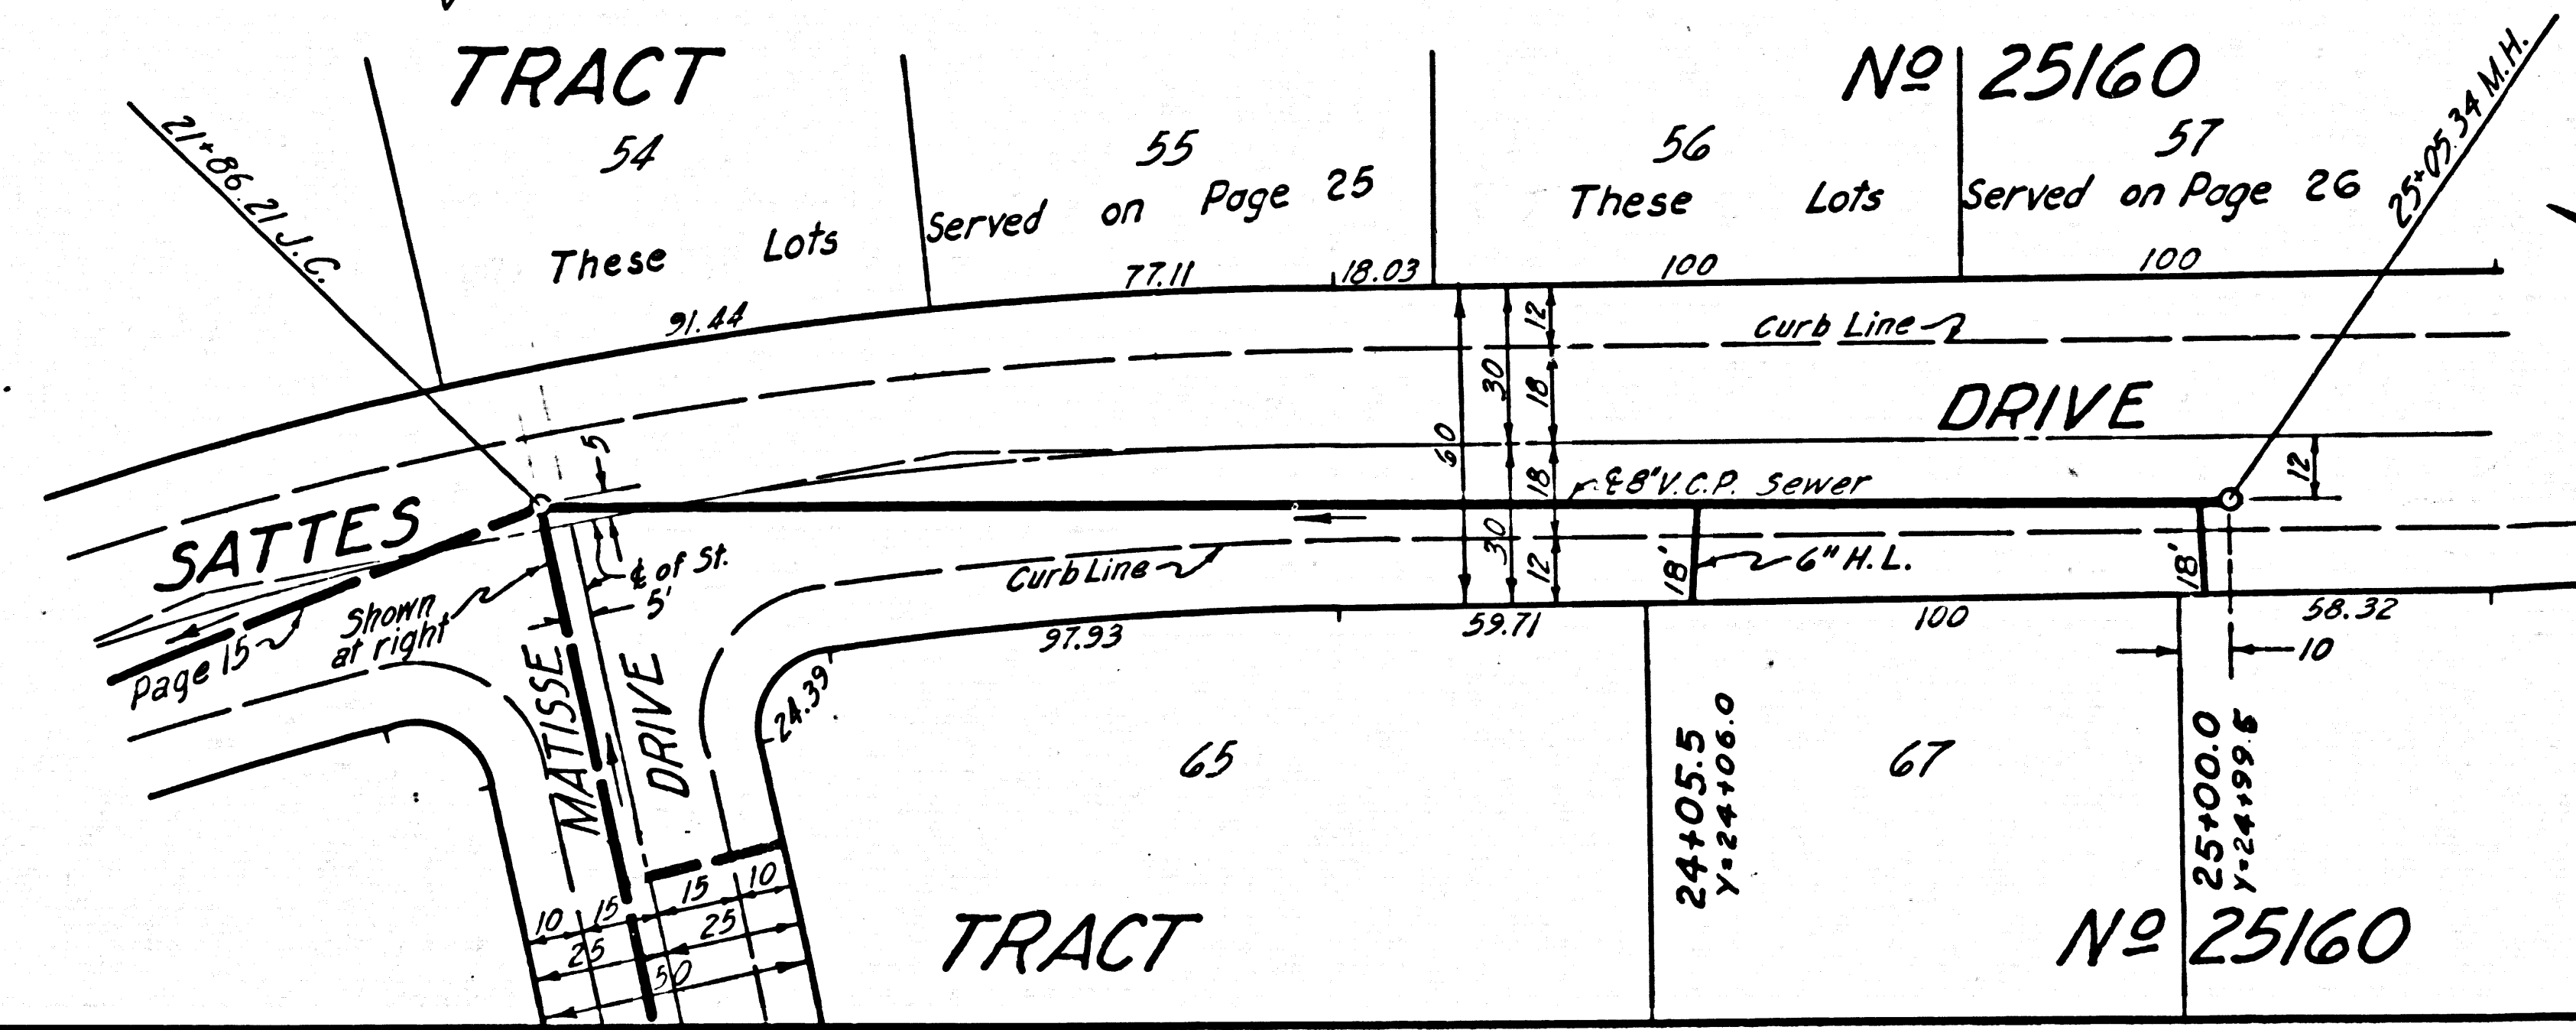 TRACT Nº 25160
54 55 56 57
These Lots Served on Page 25
These Lots Served on Page 26
21+86.21 J.C.
25+05.34 M.H.
91.44 77.11 18.03 100 100
Curb Line
12
30 18
60
DRIVE
5
12
℄ 8" V.C.P. Sewer
18
30
12
SATTES
℄ of St.
5'
Curb Line
18'
6" H.L.
18'
Shown
at right
Page 15
97.93 59.71 100 58.32
10
MATISSE DRIVE
24.39
65 67
24+05.5
Y=24+06.0
25+00.0
10 15 15 10
25 25
50
TRACT Nº 25160